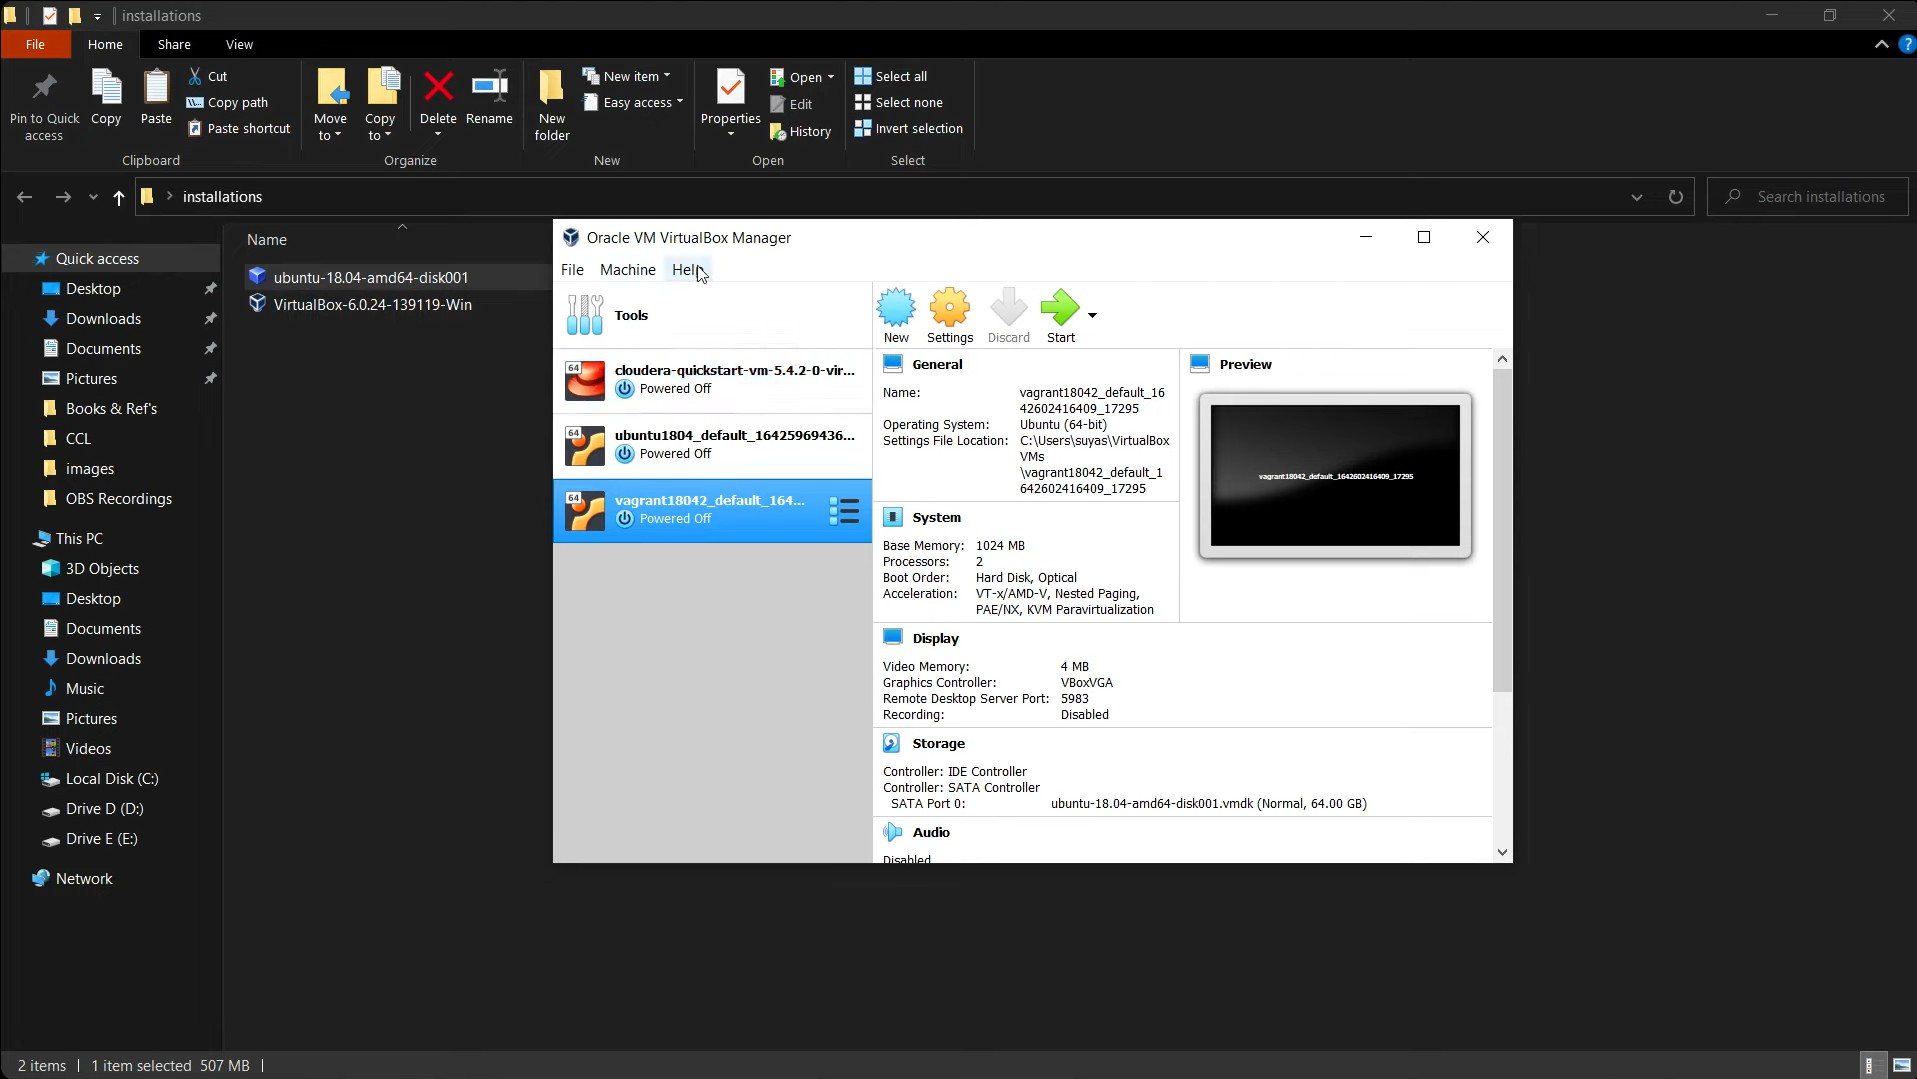 installations
File
Home
Share
View
Pin to Quick
access
Copy
Paste
Cut
Copy path
Paste shortcut
Clipboard
Move
to
Copy
to
Delete
Rename
Organize
New
folder
New item
Easy access
New
Properties
Open
Edit
History
Open
Select all
Select none
Invert selection
Select
installations
Search installations
Quick access
Desktop
Downloads
Documents
Pictures
Books & Ref's
CCL
images
OBS Recordings
This PC
3D Objects
Desktop
Documents
Downloads
Music
Pictures
Videos
Local Disk (C:)
Drive D (D:)
Drive E (E:)
Network
Name
ubuntu-18.04-amd64-disk001
VirtualBox-6.0.24-139119-Win
Oracle VM VirtualBox Manager
File
Machine
Help
Tools
New
Settings
Discard
Start
64
cloudera-quickstart-vm-5.4.2-0-vir...
Powered Off
64
ubuntu1804_default_16425969436...
Powered Off
64
vagrant18042_default_164...
Powered Off
General
Name: vagrant18042_default_16
42602416409_17295
Operating System: Ubuntu (64-bit)
Settings File Location: C:\Users\suyas\VirtualBox
VMs
\vagrant18042_default_1
642602416409_17295
Preview
vagrant18042_default_1642602416409_17295
System
Base Memory: 1024 MB
Processors: 2
Boot Order: Hard Disk, Optical
Acceleration: VT-x/AMD-V, Nested Paging,
PAE/NX, KVM Paravirtualization
Display
Video Memory: 4 MB
Graphics Controller: VBoxVGA
Remote Desktop Server Port: 5983
Recording: Disabled
Storage
Controller: IDE Controller
Controller: SATA Controller
SATA Port 0: ubuntu-18.04-amd64-disk001.vmdk (Normal, 64.00 GB)
Audio
Disabled
2 items
1 item selected 507 MB